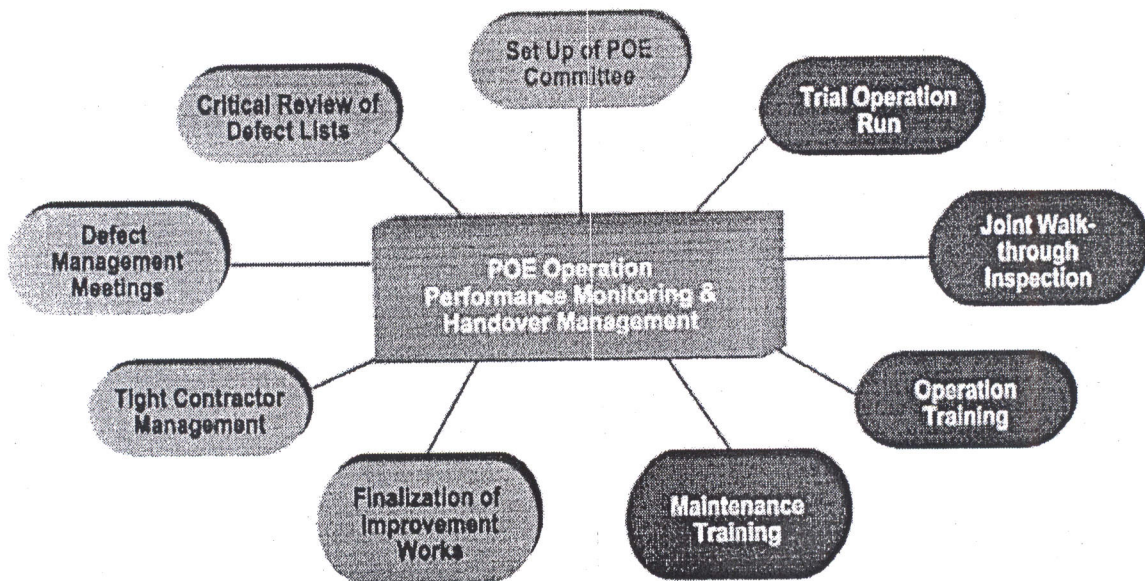 Set Up of POE
Committee
Critical Review of
Defect Lists
Trial Operation
Run
Defect
Management
Meetings
POE Operation
Performance Monitoring &
Handover Management
Joint Walk-
through
Inspection
Tight Contractor
Management
Operation
Training
Finalization of
Improvement
Works
Maintenance
Training